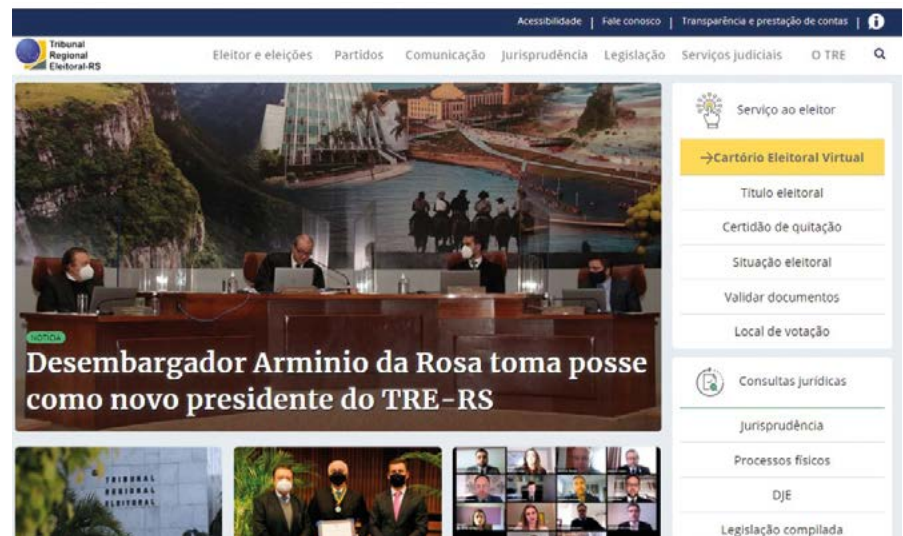 Acessibilidade | Fale conosco | Transparência e prestação de contas |
Tribunal
Regional
Eleitoral-RS
Eleitor e eleições Partidos Comunicação Jurisprudência Legislação Serviços judiciais O TRE
NOTÍCIA
Desembargador Arminio da Rosa toma posse
como novo presidente do TRE-RS
TRIBUNAL
REGIONAL
ELEITORAL
Serviço ao eleitor
→Cartório Eleitoral Virtual
Título eleitoral
Certidão de quitação
Situação eleitoral
Validar documentos
Local de votação
Consultas jurídicas
Jurisprudência
Processos físicos
DJE
Legislação compilada